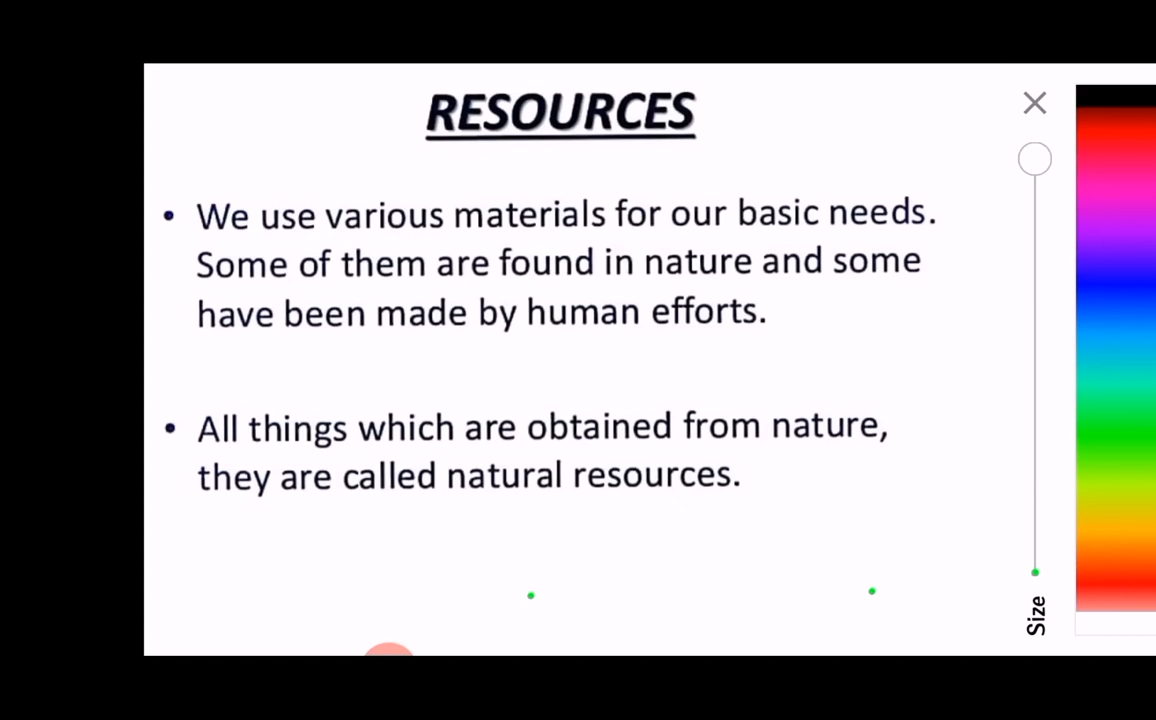 RESOURCES
• We use various materials for our basic needs.
Some of them are found in nature and some
have been made by human efforts.
• All things which are obtained from nature,
they are called natural resources.
Size